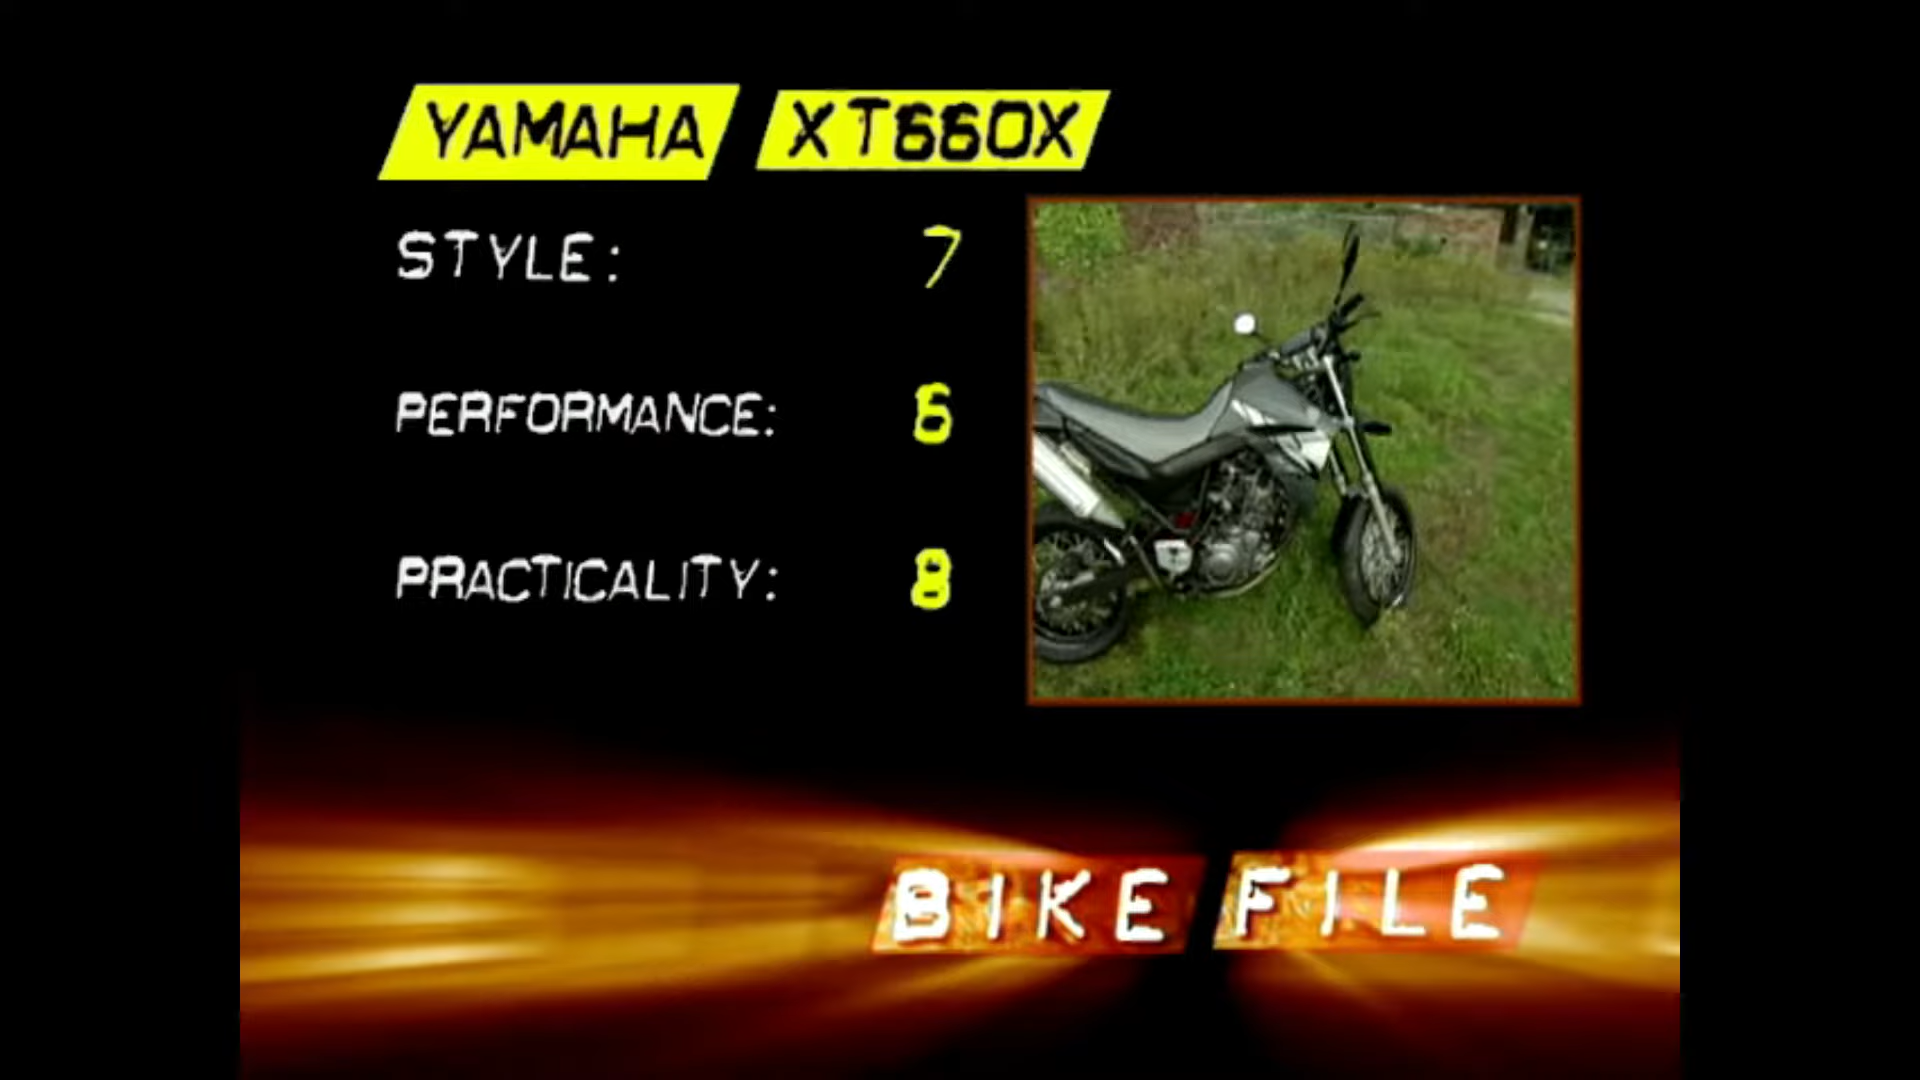 YAMAHA XT660X
STYLE: 7
PERFORMANCE: 6
PRACTICALITY: 8
BIKE FILE